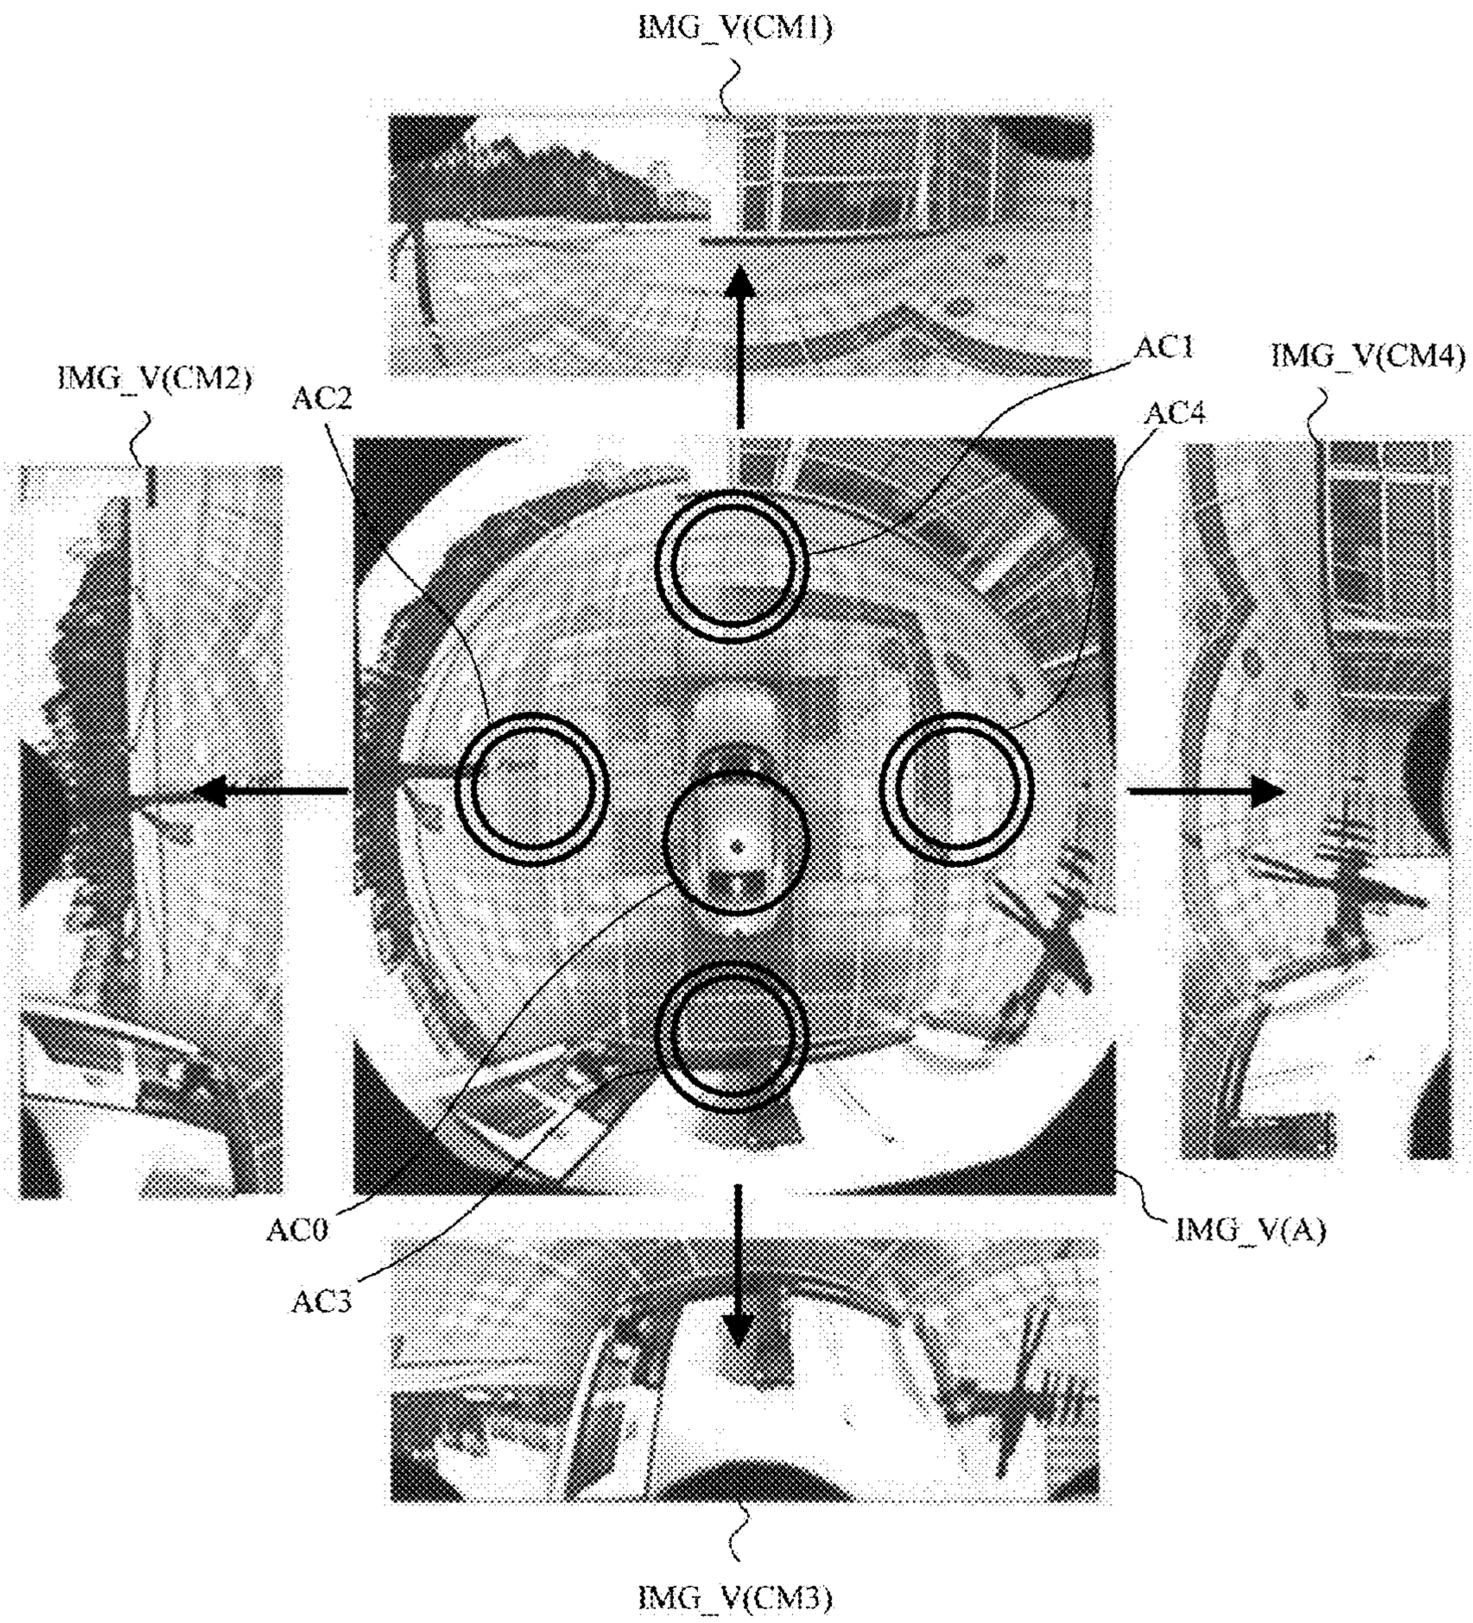 IMG_V(CM1)
AC1
IMG_V(CM4)
IMG_V(CM2)
AC2
AC4
AC0
IMG_V(A)
AC3
IMG_V(CM3)